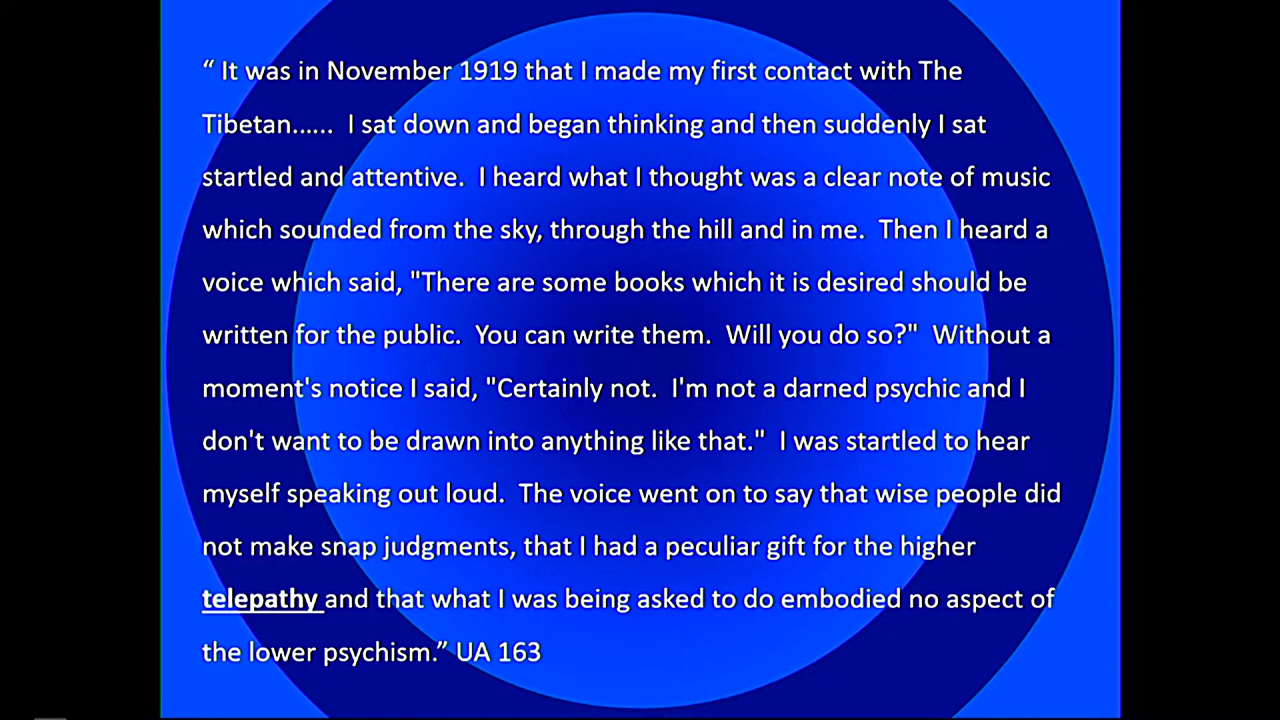 “ It was in November 1919 that I made my first contact with The
Tibetan...... I sat down and began thinking and then suddenly I sat
startled and attentive. I heard what I thought was a clear note of music
which sounded from the sky, through the hill and in me. Then I heard a
voice which said, "There are some books which it is desired should be
written for the public. You can write them. Will you do so?" Without a
moment's notice I said, "Certainly not. I'm not a darned psychic and I
don't want to be drawn into anything like that." I was startled to hear
myself speaking out loud. The voice went on to say that wise people did
not make snap judgments, that I had a peculiar gift for the higher
telepathy and that what I was being asked to do embodied no aspect of
the lower psychism.” UA 163